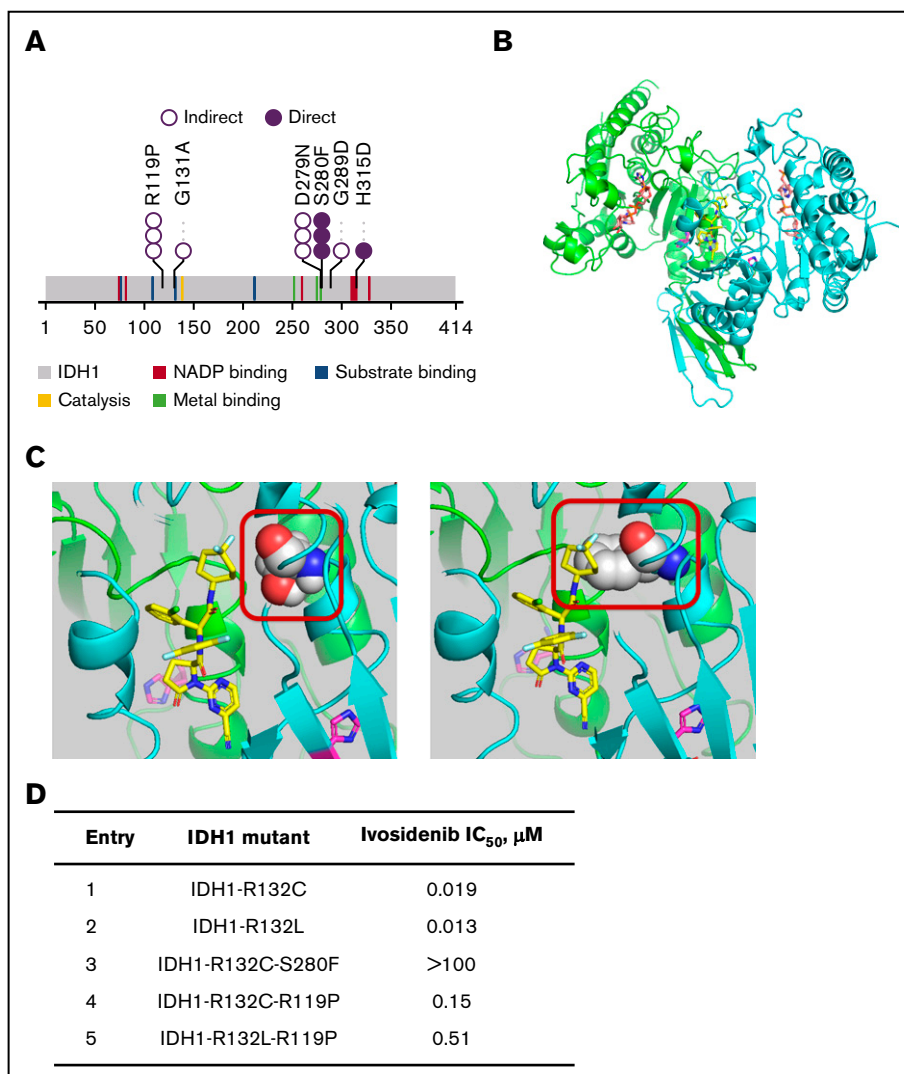 A
B
Indirect Direct
R119P
G131A
D279N
S280F
G289D
H315D
1 50 100 150 200 250 300 350 414
IDH1 NADP binding Substrate binding
Catalysis Metal binding
C
D
Entry IDH1 mutant Ivosidenib IC50, μM
1 IDH1-R132C 0.019
2 IDH1-R132L 0.013
3 IDH1-R132C-S280F >100
4 IDH1-R132C-R119P 0.15
5 IDH1-R132L-R119P 0.51